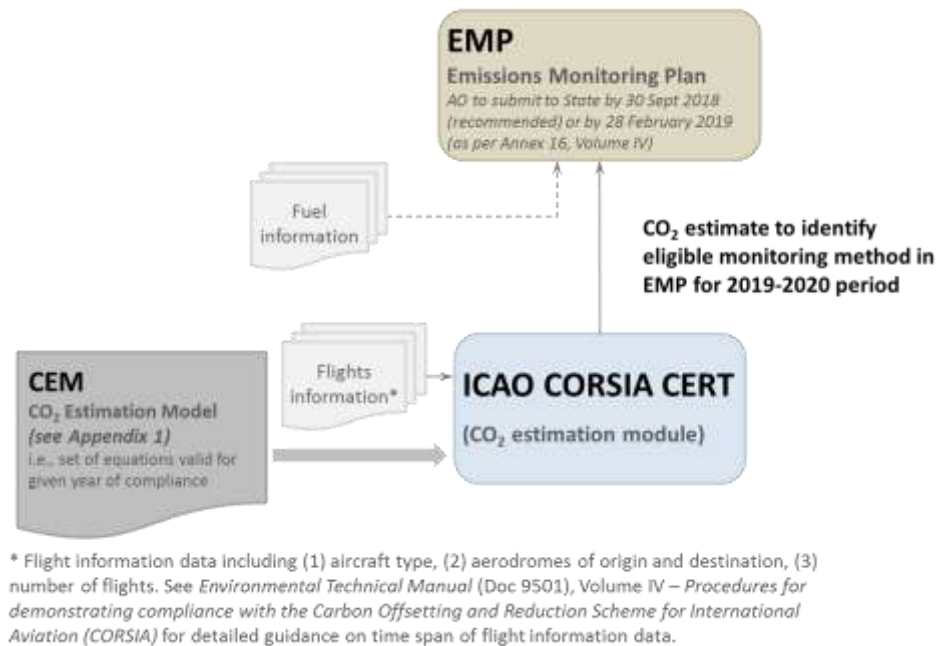 EMP
Emissions Monitoring Plan
AO to submit to State by 30 Sept 2018
(recommended) or by 28 February 2019
(as per Annex 16, Volume IV)
Fuel
information
CO₂ estimate to identify
eligible monitoring method in
EMP for 2019-2020 period
Flights
information*
CEM
CO₂ Estimation Model
(see Appendix 1)
i.e., set of equations valid for
given year of compliance
ICAO CORSIA CERT
(CO₂ estimation module)
* Flight information data including (1) aircraft type, (2) aerodromes of origin and destination, (3)
number of flights. See Environmental Technical Manual (Doc 9501), Volume IV – Procedures for
demonstrating compliance with the Carbon Offsetting and Reduction Scheme for International
Aviation (CORSIA) for detailed guidance on time span of flight information data.